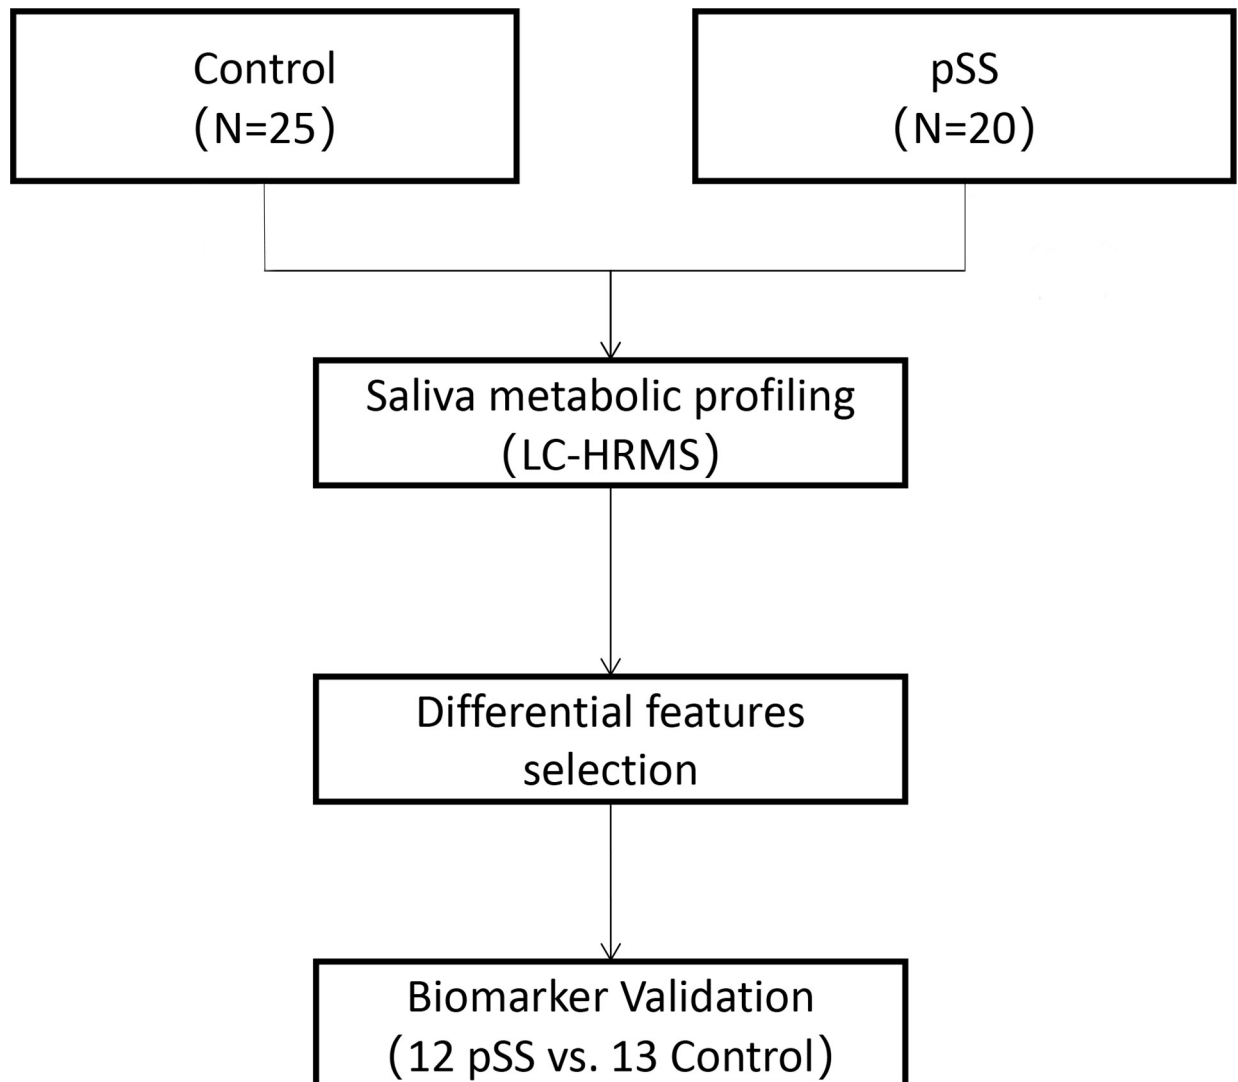 Control
(N=25)
pSS
(N=20)
Saliva metabolic profiling
(LC-HRMS)
Differential features
selection
Biomarker Validation
(12 pSS vs. 13 Control)